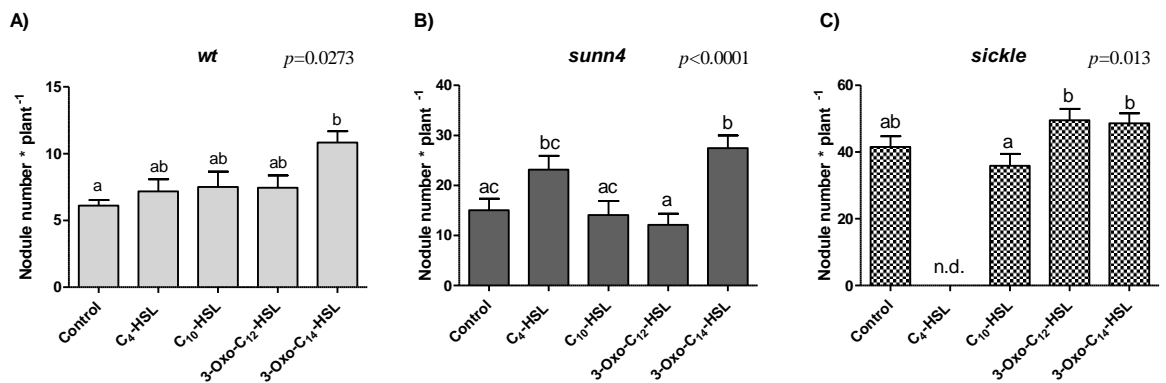 A)
wt
p=0.0273
Nodule number * plant ⁻¹
15
10
5
0
a
ab
ab
ab
b
Control
C₄-HSL
C₁₀-HSL
3-Oxo-C₁₂-HSL
3-Oxo-C₁₄-HSL
B)
sunn4
p<0.0001
Nodule number * plant ⁻¹
40
30
20
10
0
ac
bc
ac
a
b
Control
C₄-HSL
C₁₀-HSL
3-Oxo-C₁₂-HSL
3-Oxo-C₁₄-HSL
C)
sickle
p=0.013
Nodule number * plant ⁻¹
60
40
20
0
ab
n.d.
a
b
b
Control
C₄-HSL
C₁₀-HSL
3-Oxo-C₁₂-HSL
3-Oxo-C₁₄-HSL